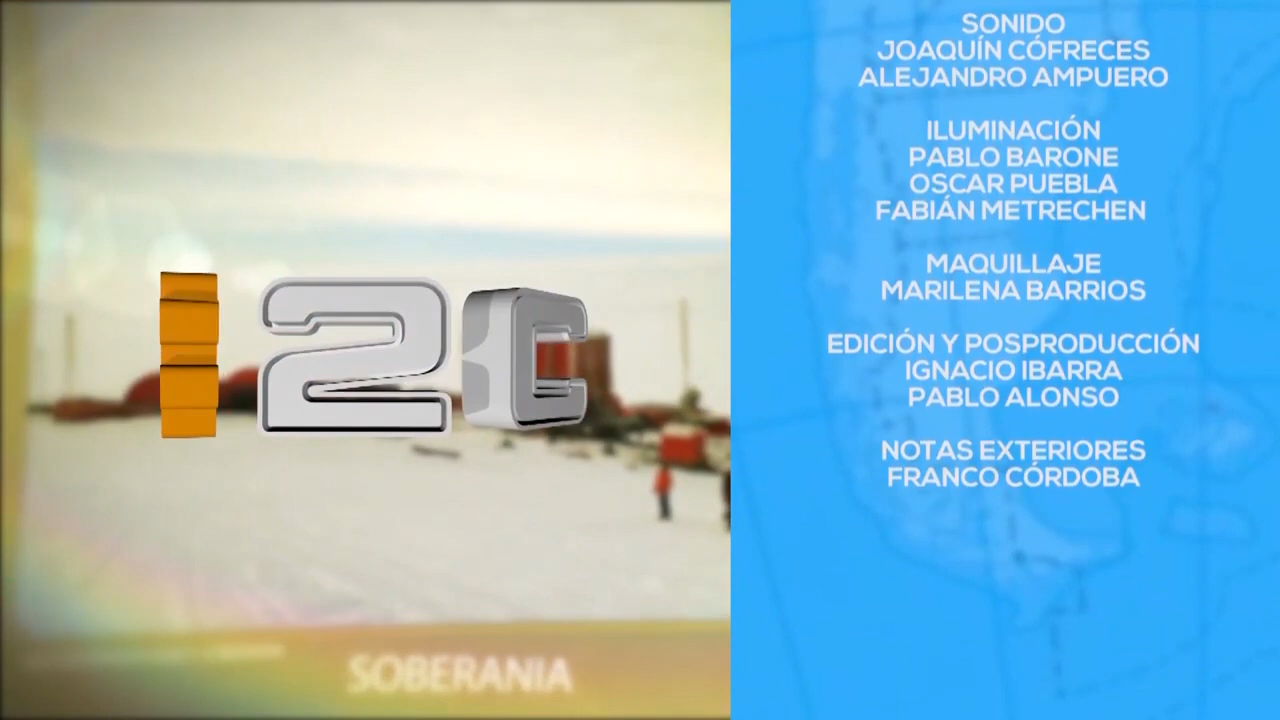 2C
SOBERANIA
SONIDO
JOAQUÍN CÓFRECES
ALEJANDRO AMPUERO
ILUMINACIÓN
PABLO BARONE
OSCAR PUEBLA
FABIÁN METRECHEN
MAQUILLAJE
MARILENA BARRIOS
EDICIÓN Y POSPRODUCCIÓN
IGNACIO IBARRA
PABLO ALONSO
NOTAS EXTERIORES
FRANCO CÓRDOBA